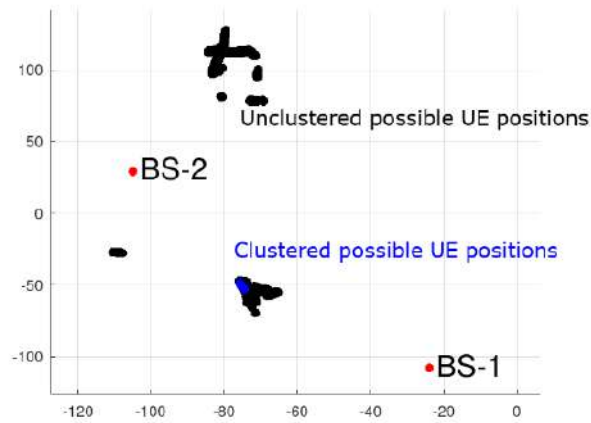 100
Unclustered possible UE positions
50
BS-2
0
Clustered possible UE positions
-50
-100
BS-1
-120 -100 -80 -60 -40 -20 0